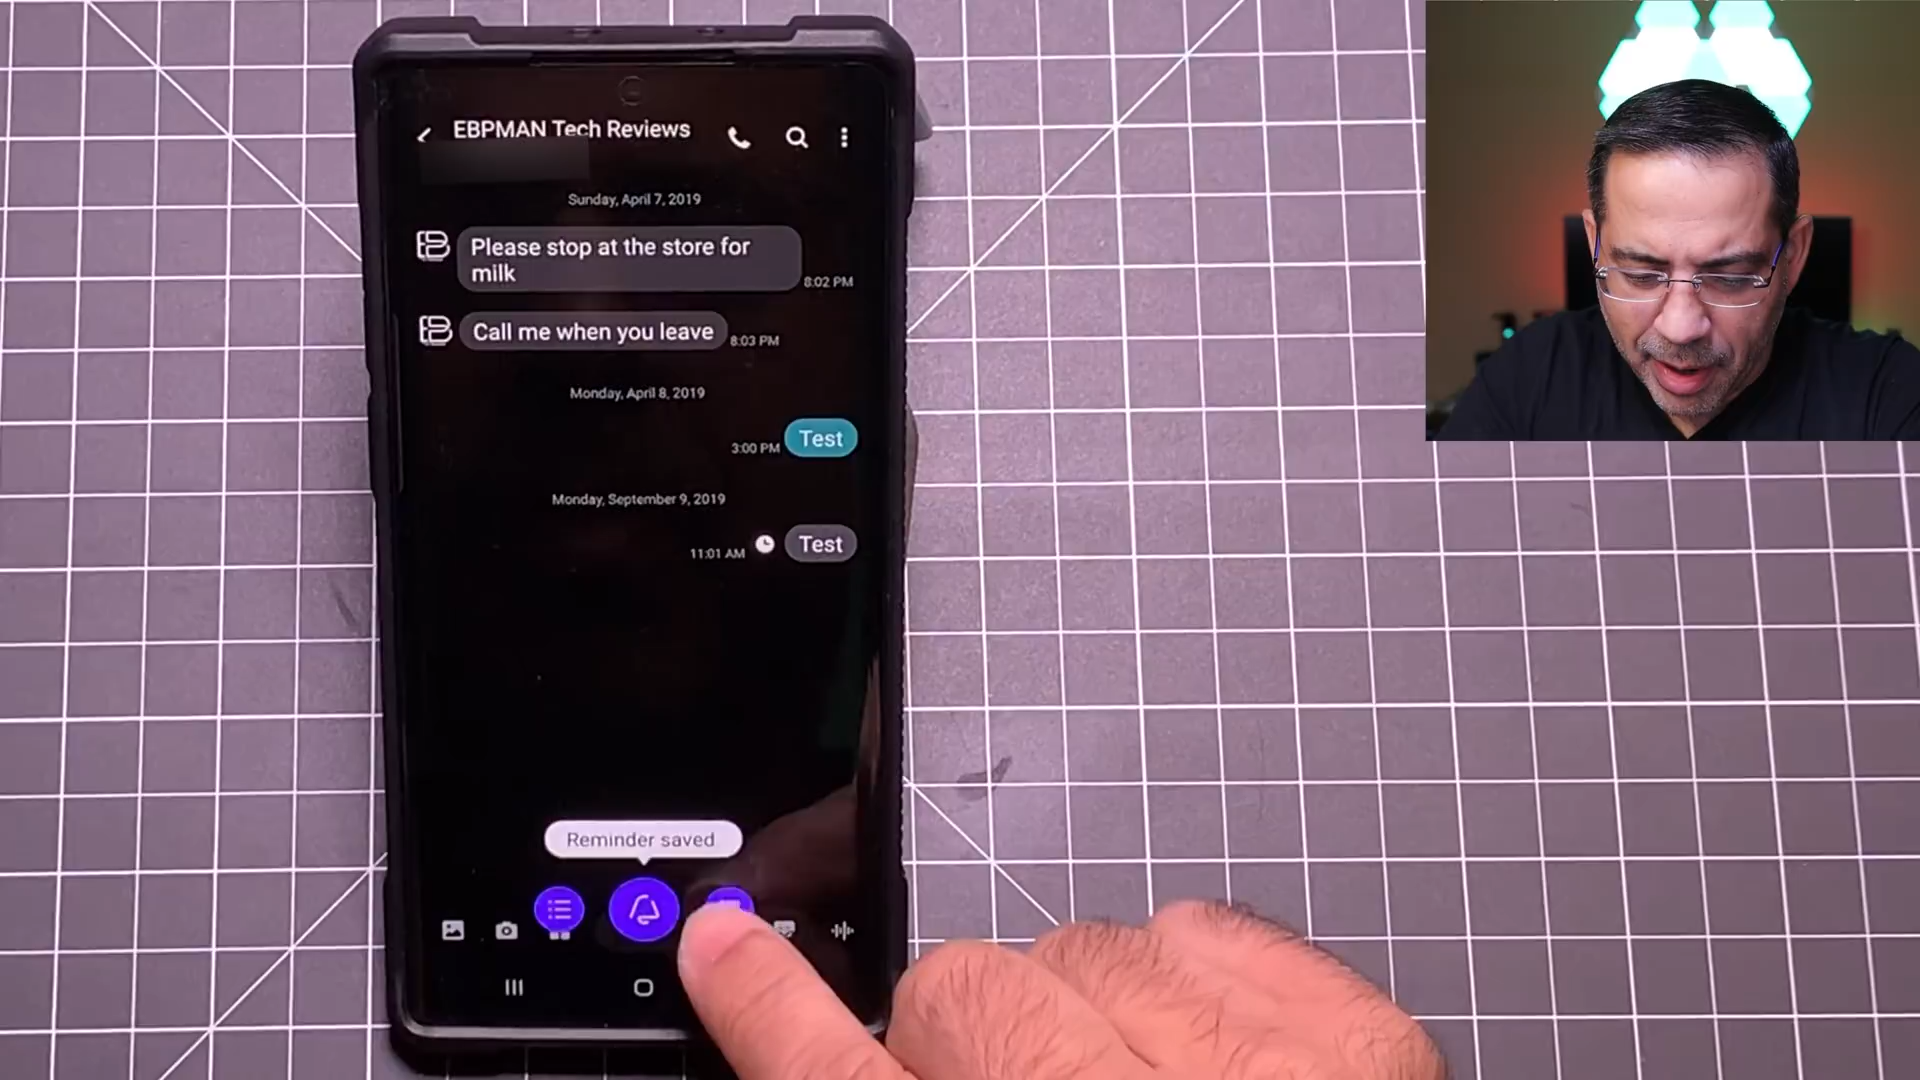 EBPMAN Tech Reviews
Sunday, April 7, 2019
Please stop at the store for
milk
8:02 PM
Call me when you leave
8:03 PM
Monday, April 8, 2019
3:00 PM
Test
Monday, September 9, 2019
11:01 AM
Test
Reminder saved